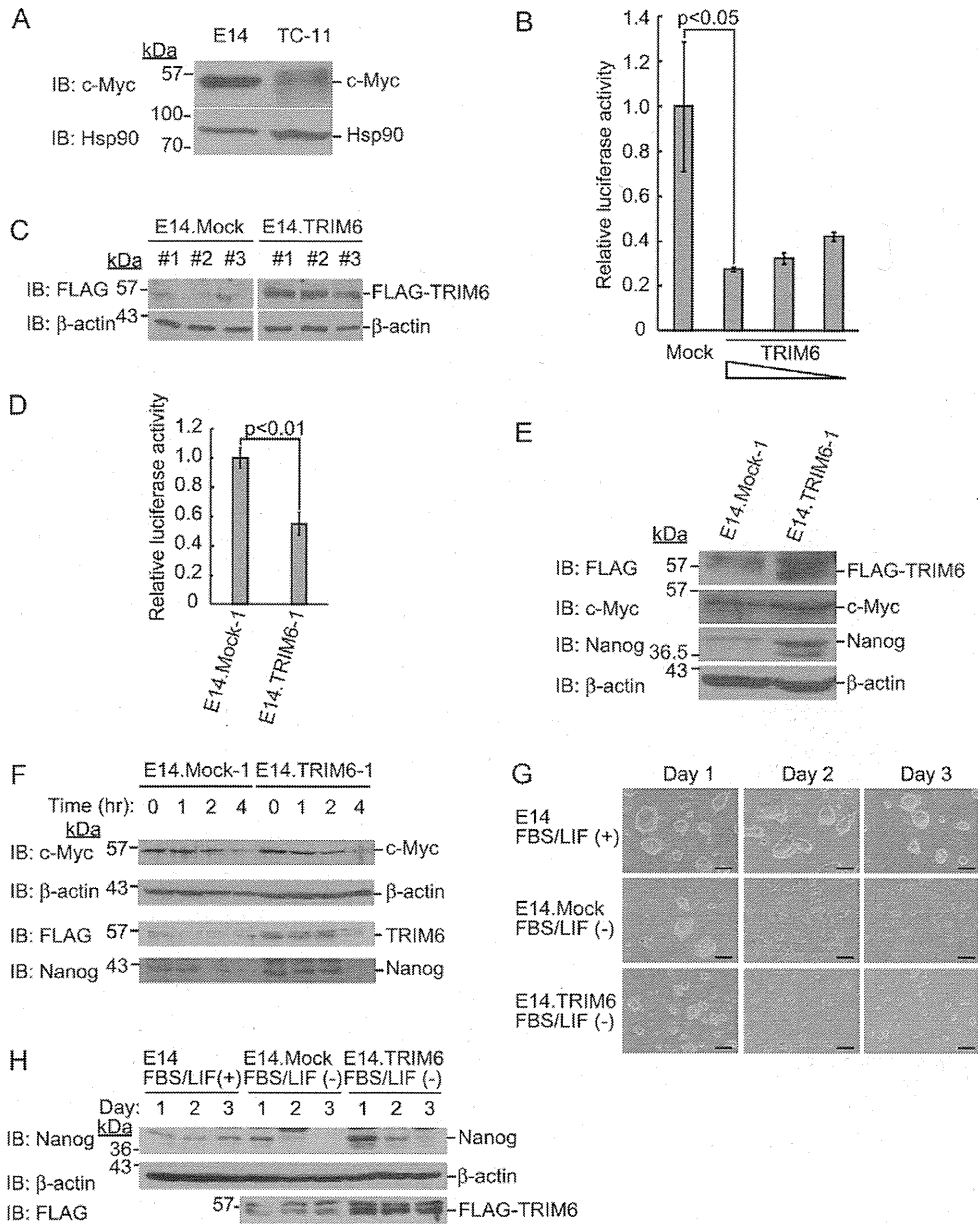 A
E14 TC-11
kDa
IB: c-Myc 57 c-Myc
100
IB: Hsp90 70 Hsp90
B
p<0.05
Relative luciferase activity
1.4
1.2
1.0
0.8
0.6
0.4
0.2
0
Mock TRIM6
C
E14.Mock E14.TRIM6
kDa #1 #2 #3 #1 #2 #3
IB: FLAG 57 FLAG-TRIM6
IB: β-actin 43 β-actin
D
p<0.01
Relative luciferase activity
1.2
1.0
0.8
0.6
0.4
0.2
0
E14.Mock-1
E14.TRIM6-1
E
E14.Mock-1
E14.TRIM6-1
kDa
IB: FLAG 57 FLAG-TRIM6
57
IB: c-Myc c-Myc
IB: Nanog 36.5 Nanog
43
IB: β-actin β-actin
F
E14.Mock-1 E14.TRIM6-1
Time (hr): 0 1 2 4 0 1 2 4
kDa
IB: c-Myc 57 c-Myc
IB: β-actin 43 β-actin
IB: FLAG 57 TRIM6
IB: Nanog 43 Nanog
G
Day 1 Day 2 Day 3
E14
FBS/LIF (+)
E14.Mock
FBS/LIF (-)
E14.TRIM6
FBS/LIF (-)
H
E14 E14.Mock E14.TRIM6
FBS/LIF(+) FBS/LIF (-) FBS/LIF (-)
Day: 1 2 3 1 2 3 1 2 3
kDa
IB: Nanog 36 Nanog
43
IB: β-actin β-actin
IB: FLAG 57 FLAG-TRIM6